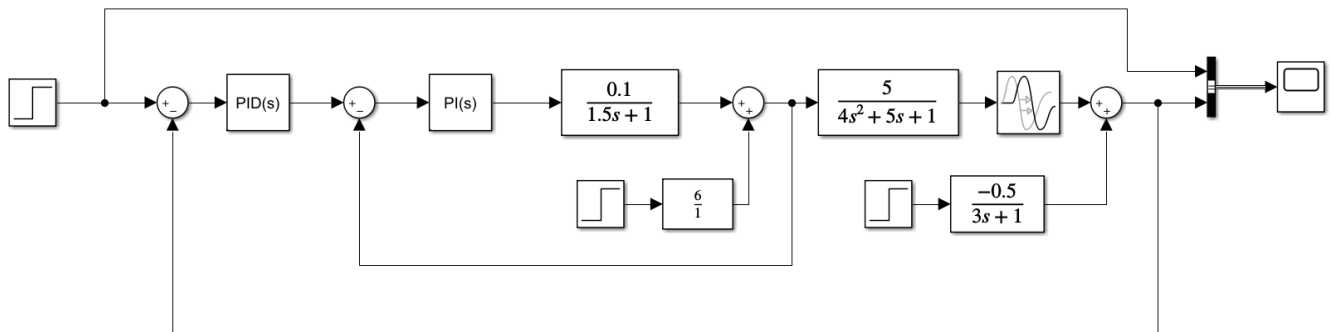 +
−
PID(s)
+
−
PI(s)
0.1
1.5s + 1
+
+
5
4s² + 5s + 1
+
+
6
1
−0.5
3s + 1